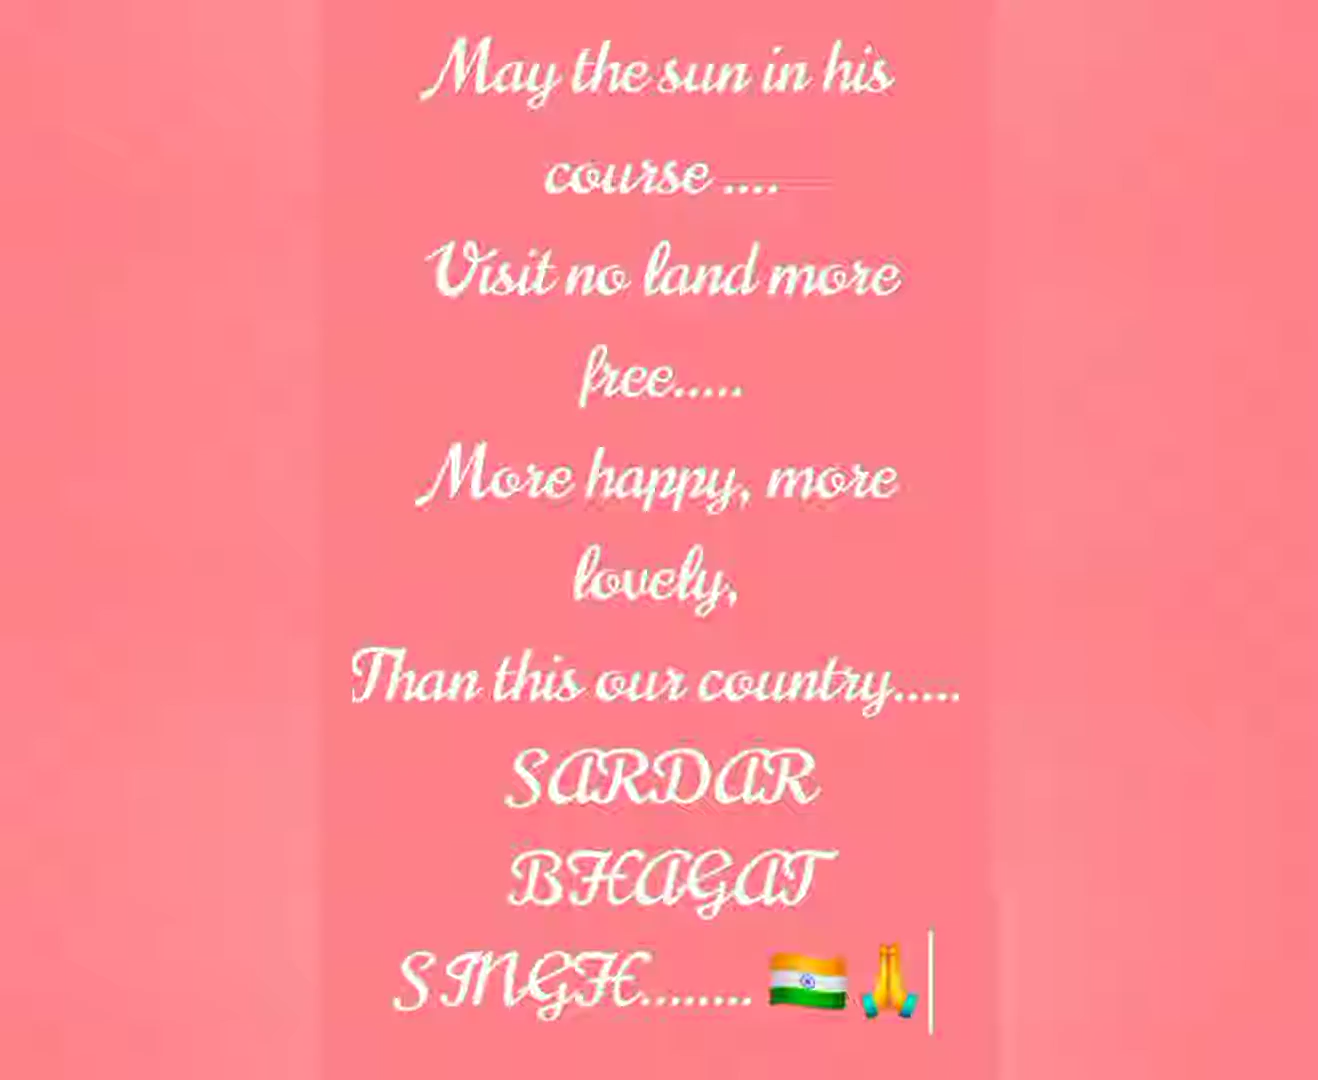 May the sun in his
course ....
Visit no land more
free.....
More happy, more
lovely,
Than this our country.....
SARDAR
BHAGAT
SINGH........ 🇮🇳🙏